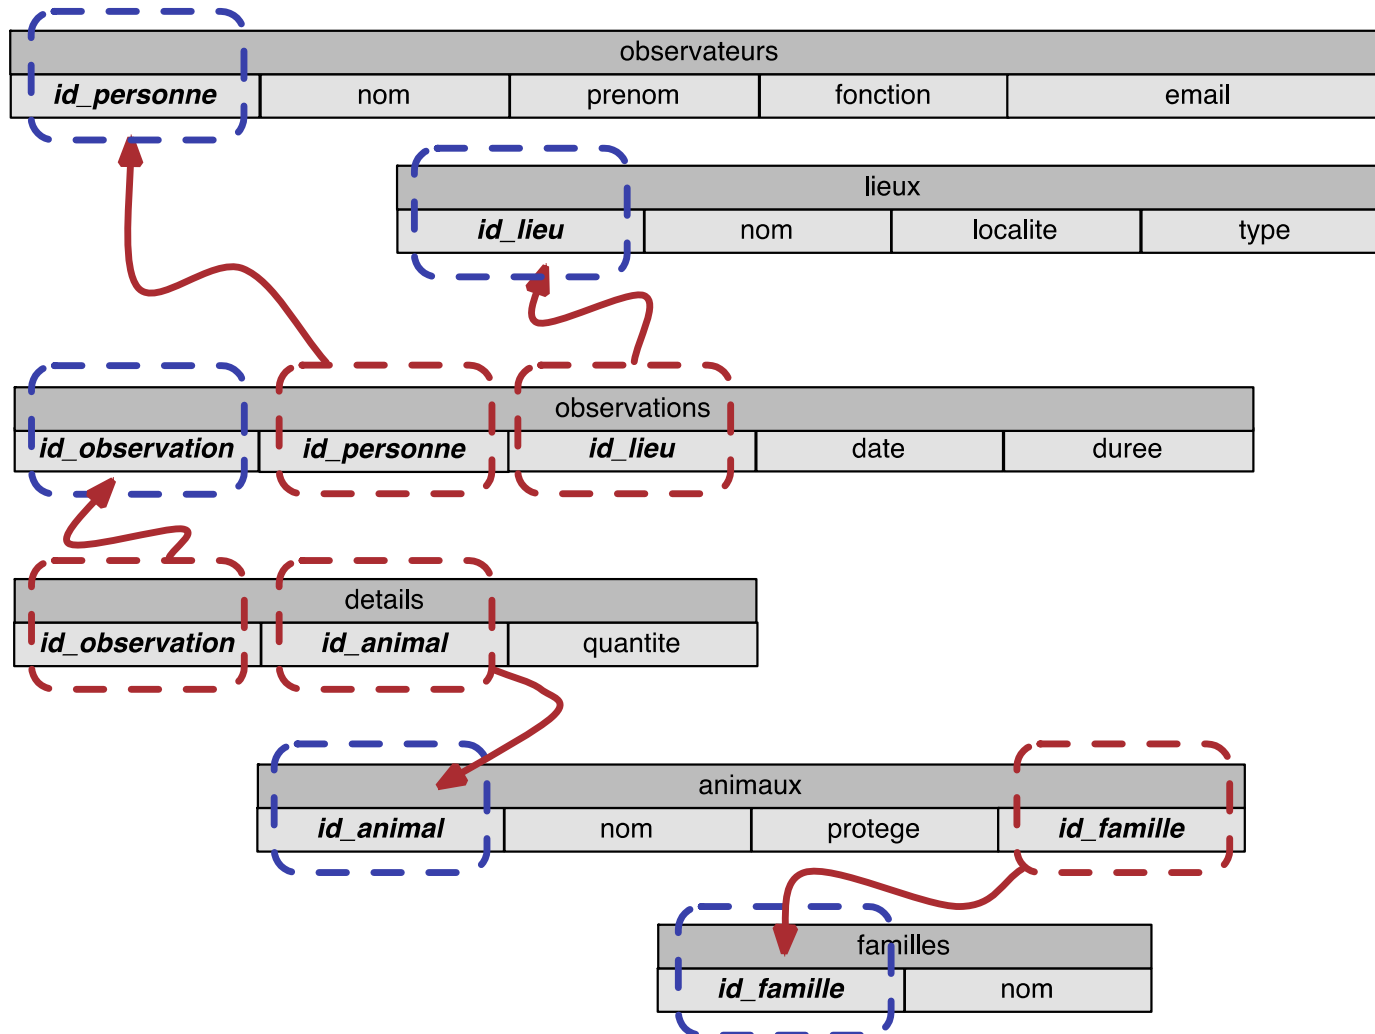 observateurs
id_personne nom prenom fonction email
lieux
id_lieu nom localite type
observations
id_observation id_personne id_lieu date duree
details
id_observation id_animal quantite
animaux
id_animal nom protege id_famille
familles
id_famille nom